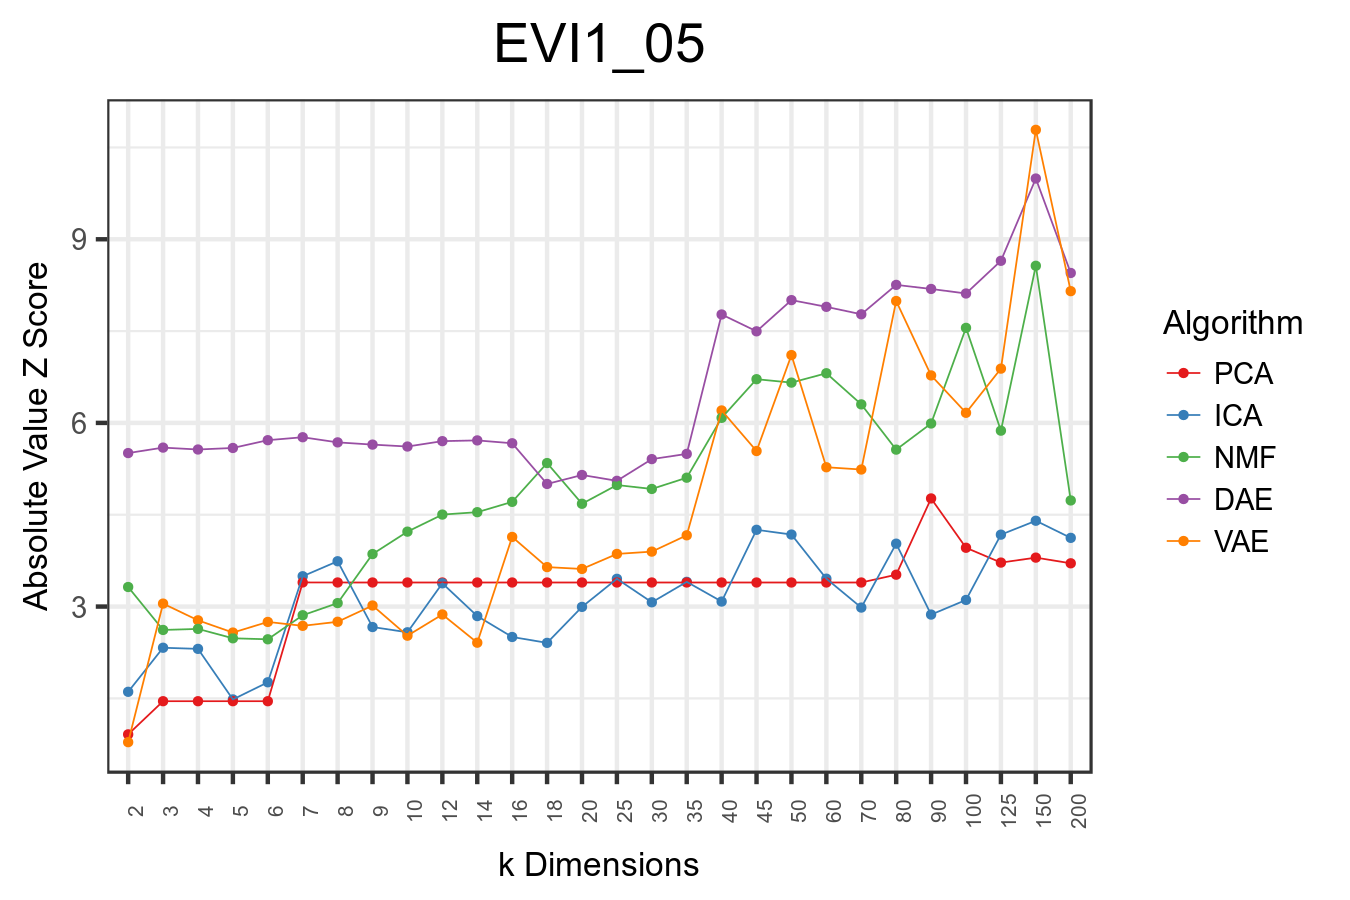 EVI1_05
Absolute Value Z Score
9
6
3
2 3 4 5 6 7 8 9 10 12 14 16 18 20 25 30 35 40 45 50 60 70 80 90 100 125 150 200
k Dimensions
Algorithm
PCA
ICA
NMF
DAE
VAE